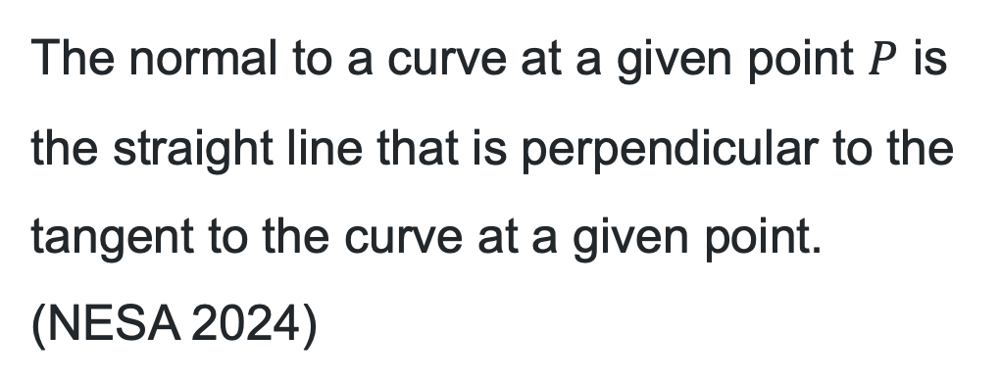 The normal to a curve at a given point P is
the straight line that is perpendicular to the
tangent to the curve at a given point.
(NESA 2024)